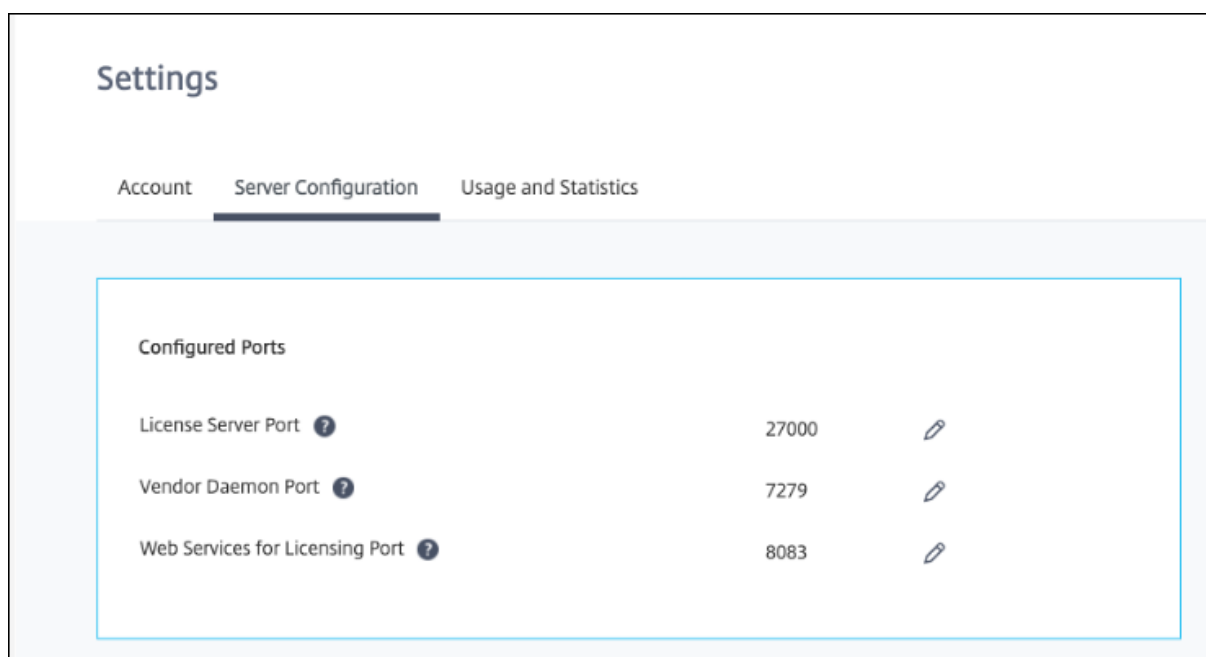 Settings
Account Server Configuration Usage and Statistics
Configured Ports
License Server Port ? 27000
Vendor Daemon Port ? 7279
Web Services for Licensing Port ? 8083